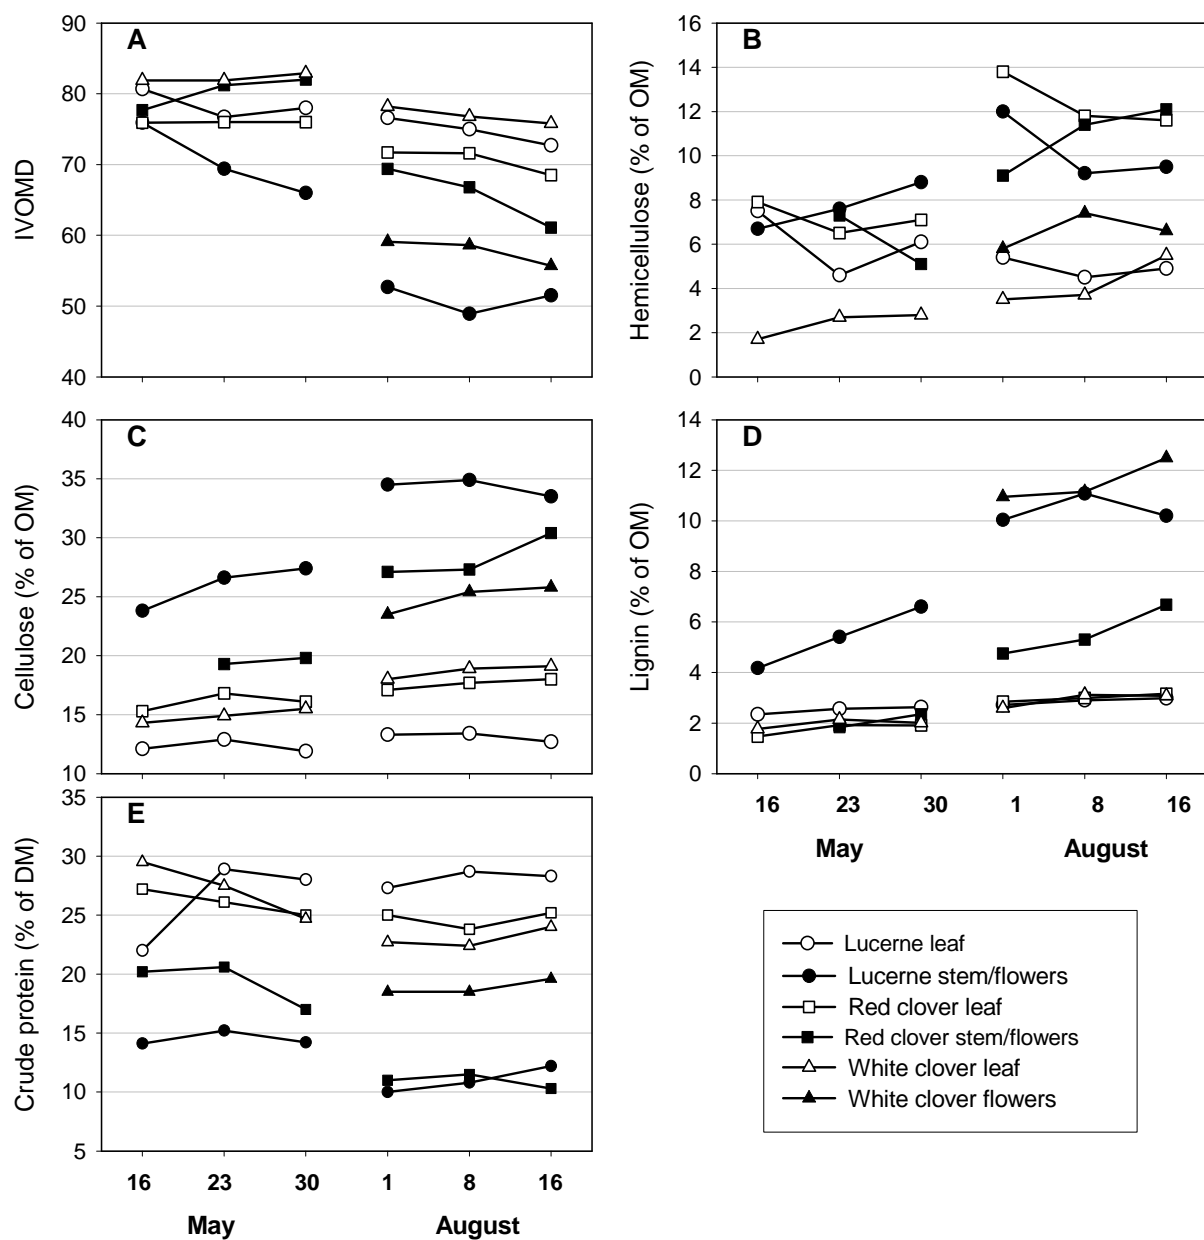 A
IVOMD
90
80
70
60
50
40
B
Hemicellulose (% of OM)
16
14
12
10
8
6
4
2
0
C
Cellulose (% of OM)
40
35
30
25
20
15
10
D
Lignin (% of OM)
14
12
10
8
6
4
2
0
16 23 30 1 8 16
May August
E
Crude protein (% of DM)
35
30
25
20
15
10
5
16 23 30 1 8 16
May August
Lucerne leaf
Lucerne stem/flowers
Red clover leaf
Red clover stem/flowers
White clover leaf
White clover flowers